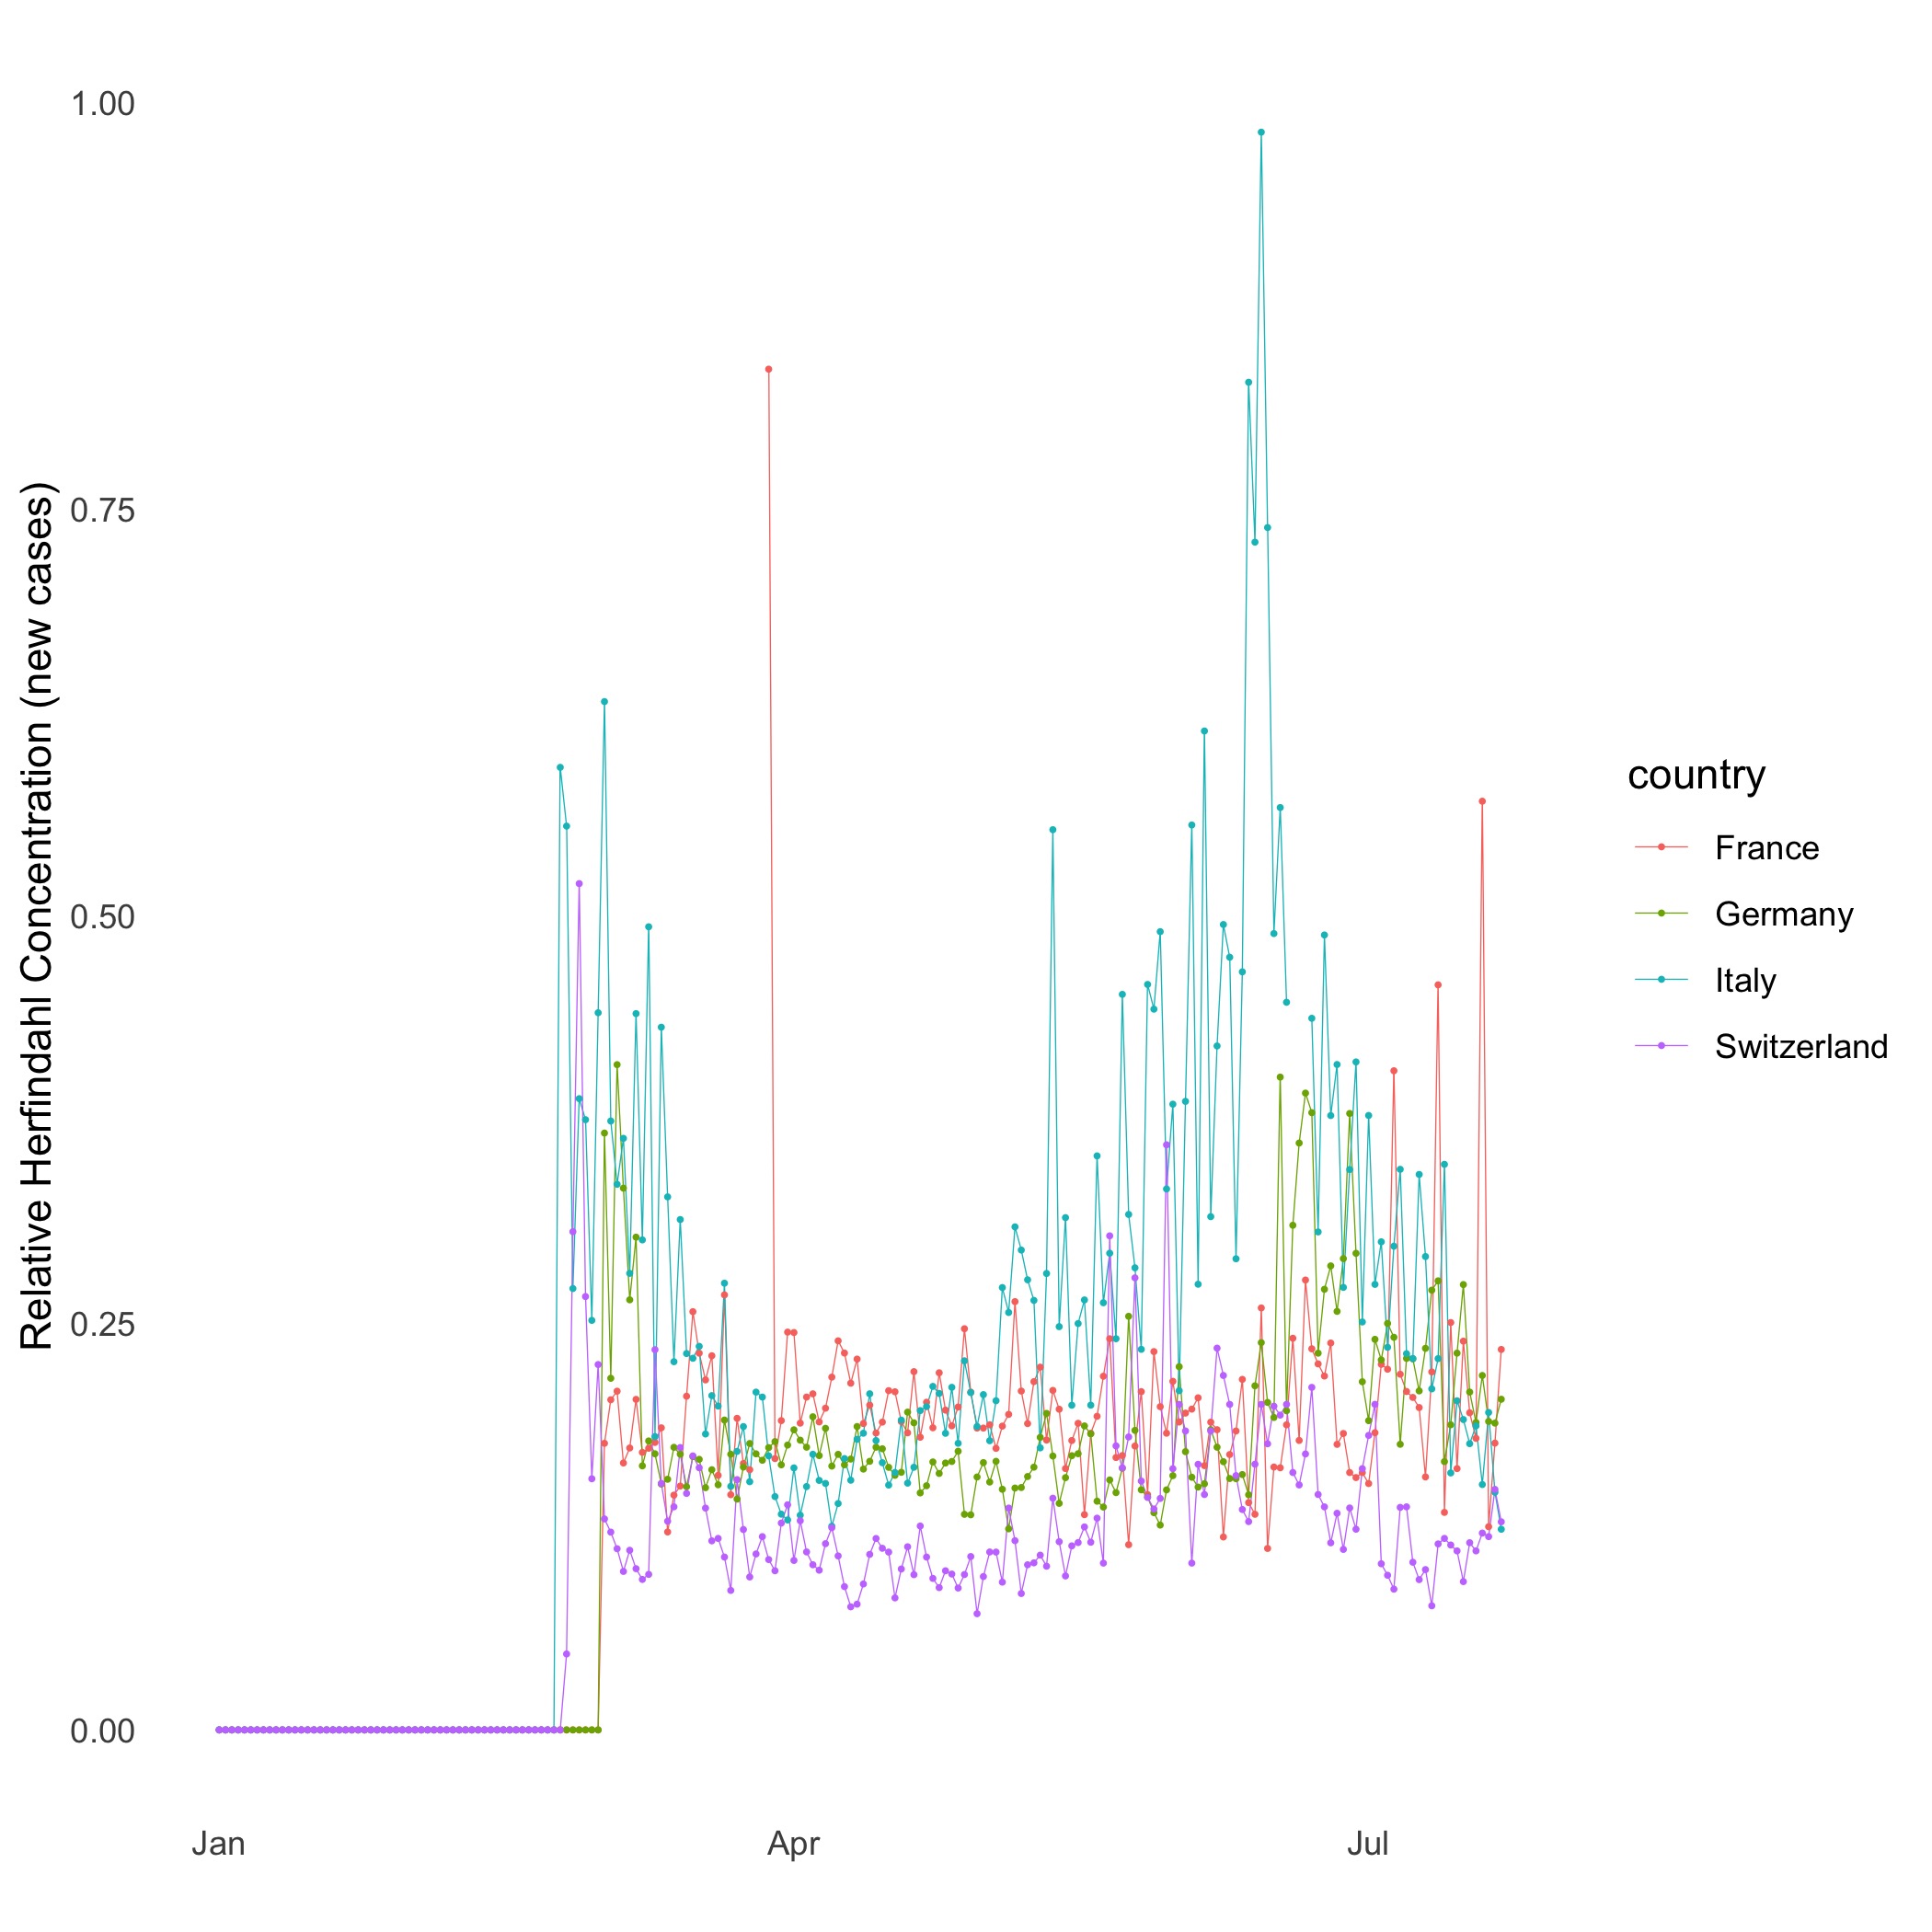 1.00
0.75
0.50
0.25
0.00
Relative Herfindahl Concentration (new cases)
Jan
Apr
Jul
country
France
Germany
Italy
Switzerland